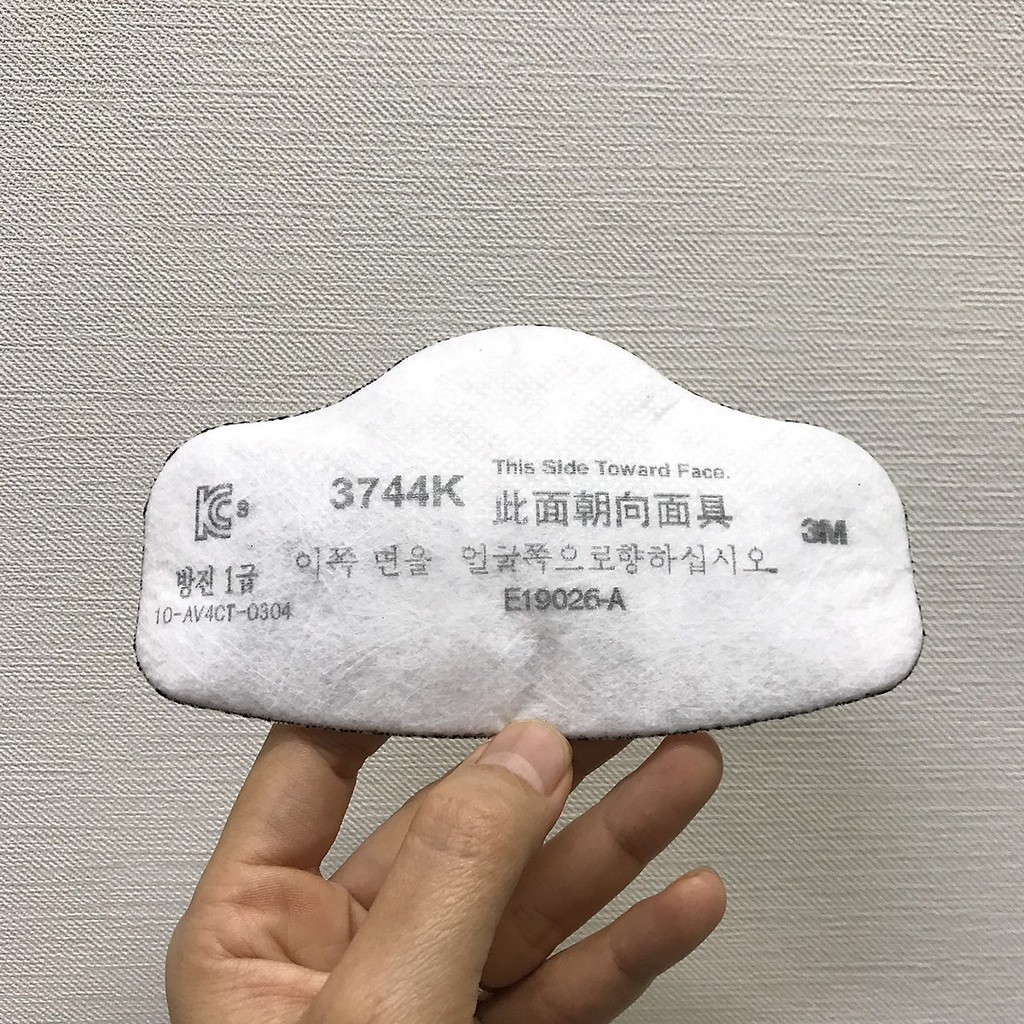 This Side Toward Face.
3744K
此面朝向面具
KCs
3M
이쪽 면을 얼굴쪽으로향하십시오
방진 1급
E19026-A
10-AV4CT-0304